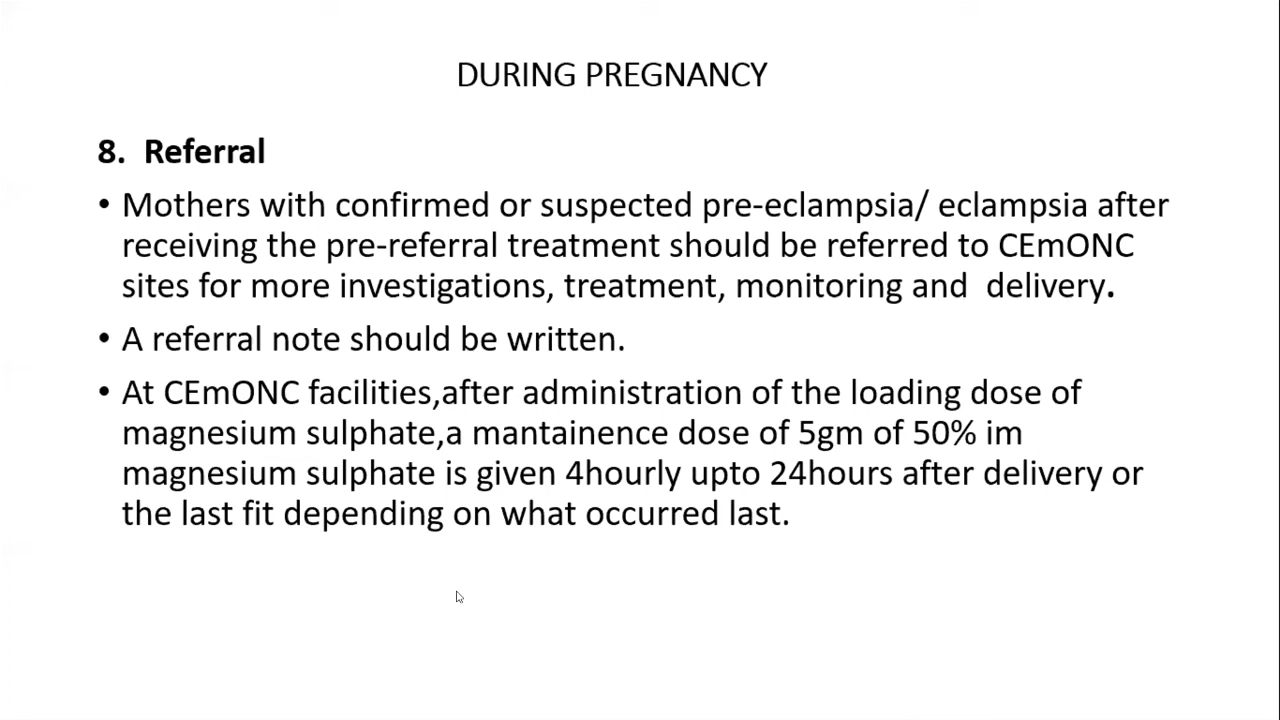 DURING PREGNANCY
8. Referral
• Mothers with confirmed or suspected pre-eclampsia/ eclampsia after
receiving the pre-referral treatment should be referred to CEmONC
sites for more investigations, treatment, monitoring and  delivery.
• A referral note should be written.
• At CEmONC facilities,after administration of the loading dose of
magnesium sulphate,a mantainence dose of 5gm of 50% im
magnesium sulphate is given 4hourly upto 24hours after delivery or
the last fit depending on what occurred last.